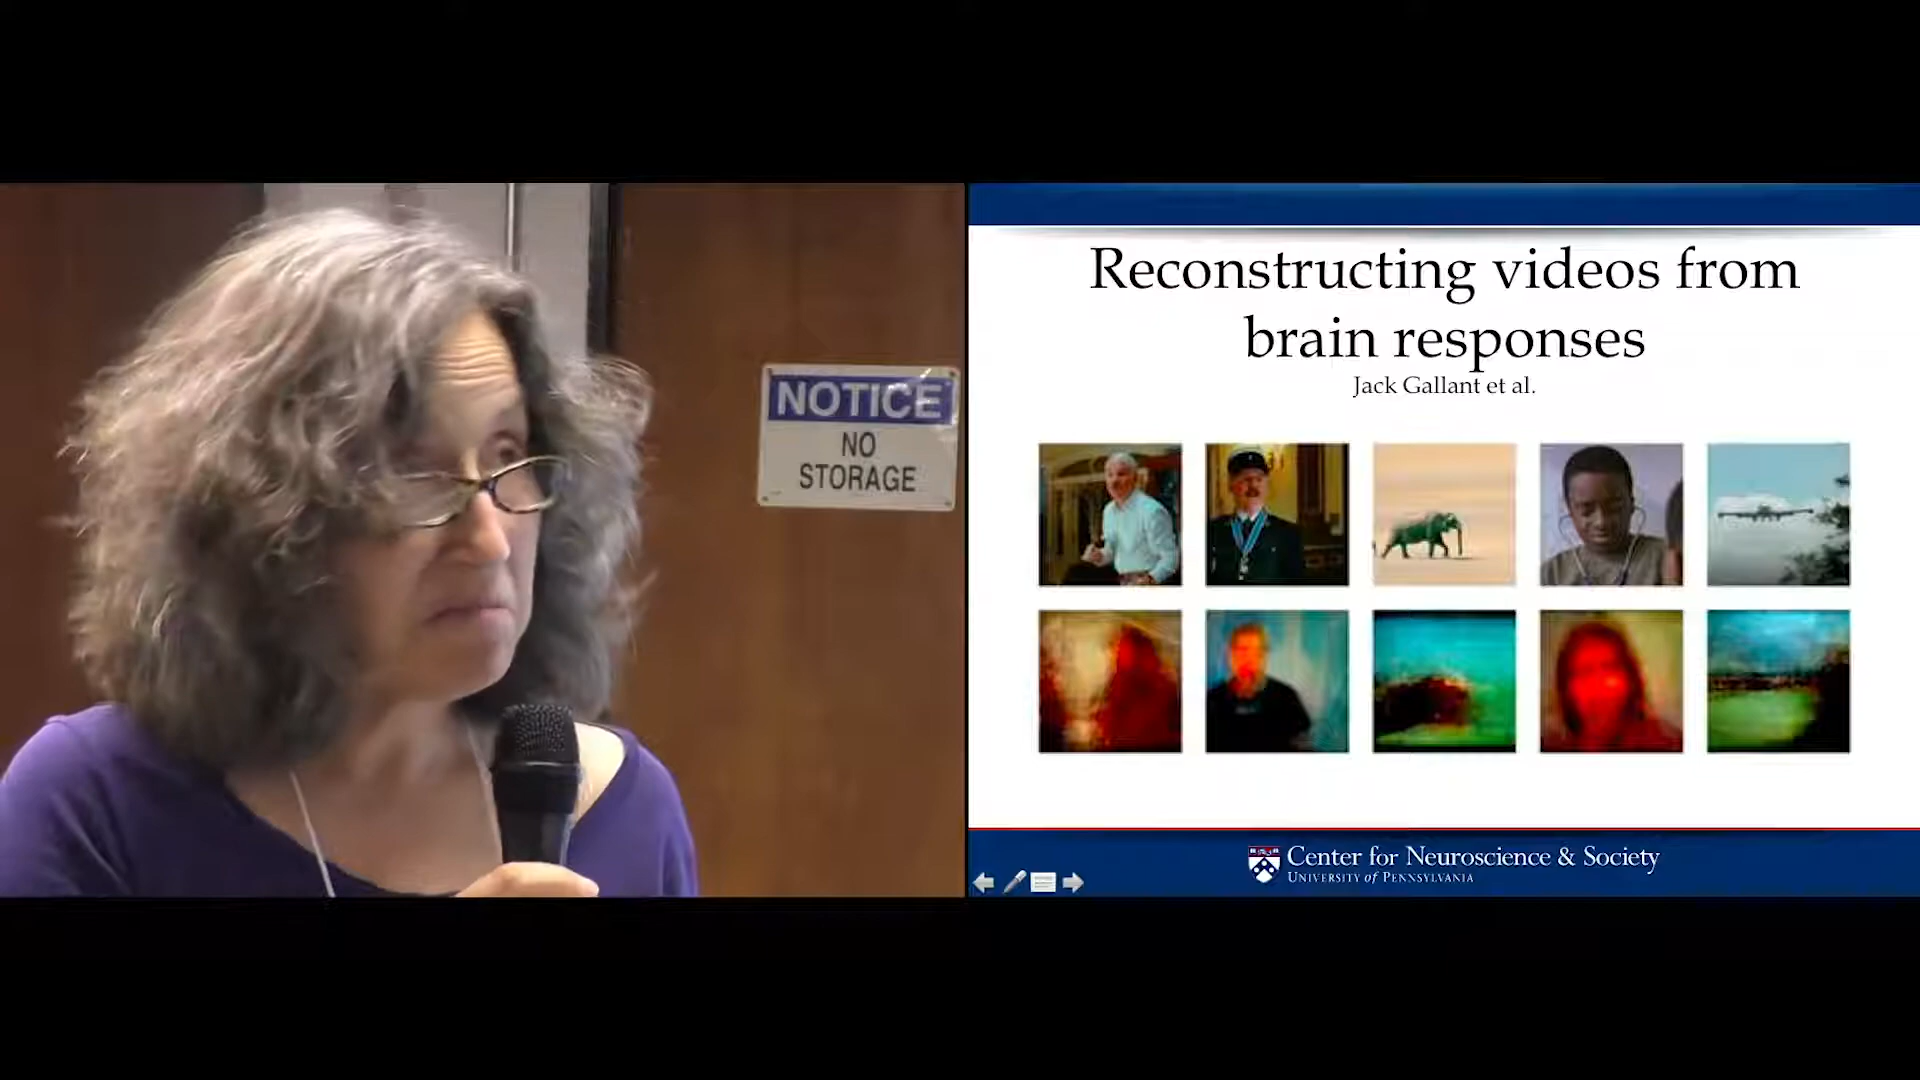 NOTICE
NO
STORAGE
Reconstructing videos from
brain responses
Jack Gallant et al.
Center for Neuroscience & Society
UNIVERSITY of PENNSYLVANIA